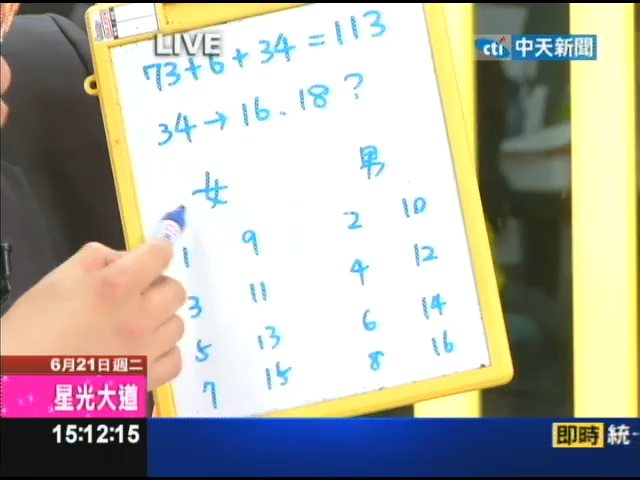 LIVE
cti 中天新聞
73+6+34=113
34→16、18?
女 男
1 9 2 10
3 11 4 12
5 13 6 14
7 15 8 16
6月21日週二
星光大道
15:12:15
即時 統一